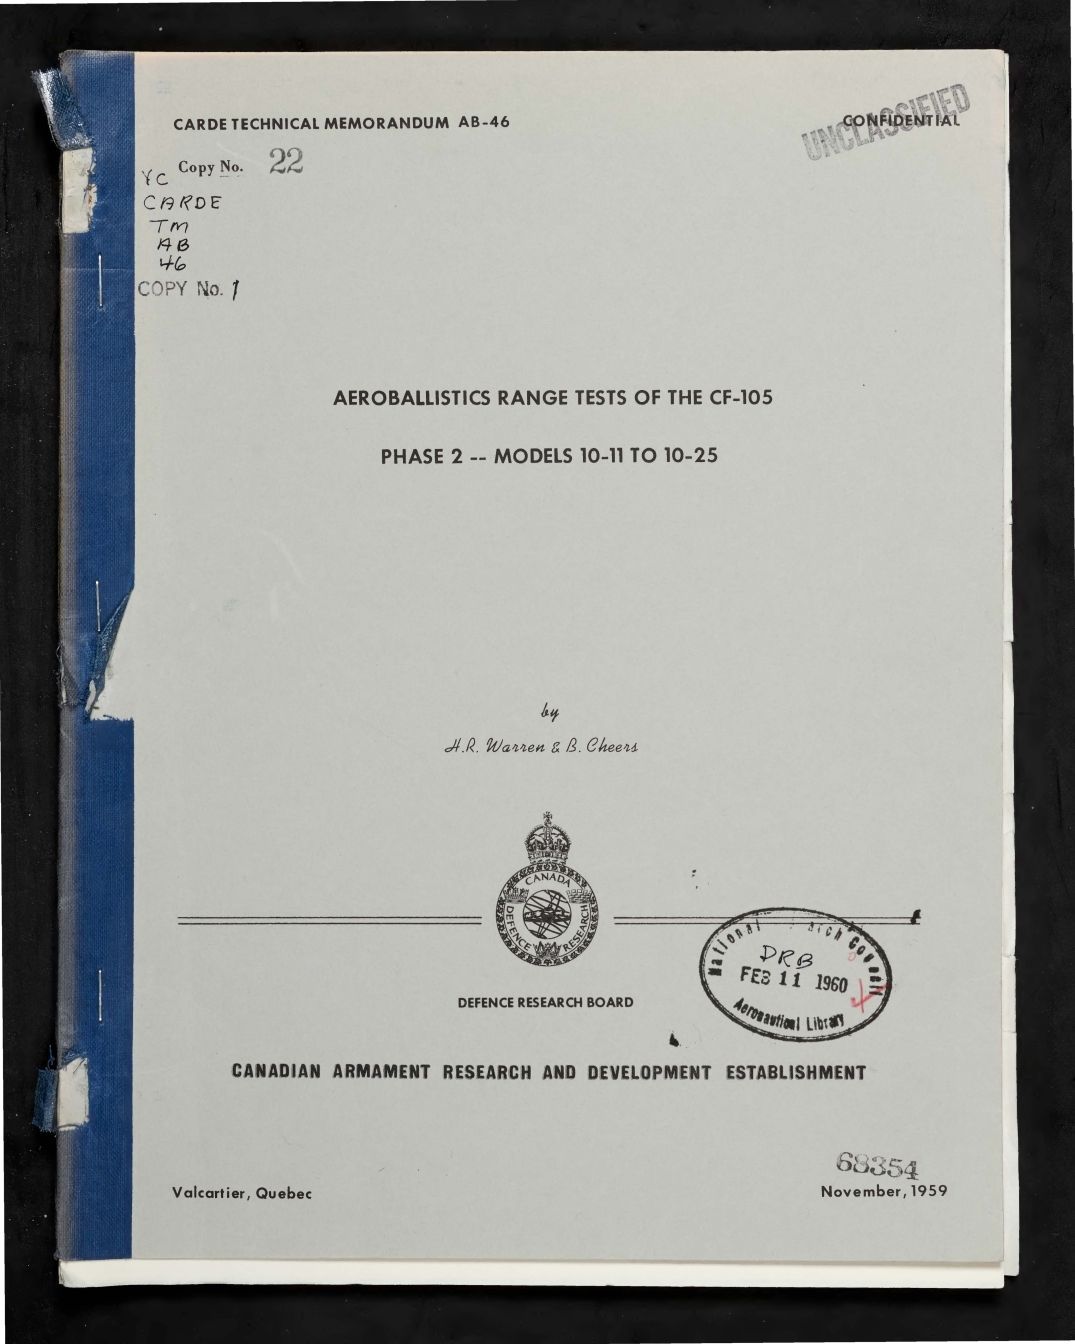 CARDE TECHNICAL MEMORANDUM AB-46
CONFIDENTIAL
UNCLASSIFIED
Copy No. 22
YC
CARDE
TM
AB
46
COPY No. 1
AEROBALLISTICS RANGE TESTS OF THE CF-105
PHASE 2 -- MODELS 10-11 TO 10-25
by
H.R. Warren & B. Cheers
CANADA
DEFENCE RESEARCH
National Council
DRB
FEB 11 1960
Aeronautical Library
DEFENCE RESEARCH BOARD
CANADIAN ARMAMENT RESEARCH AND DEVELOPMENT ESTABLISHMENT
68354
Valcartier, Quebec
November, 1959